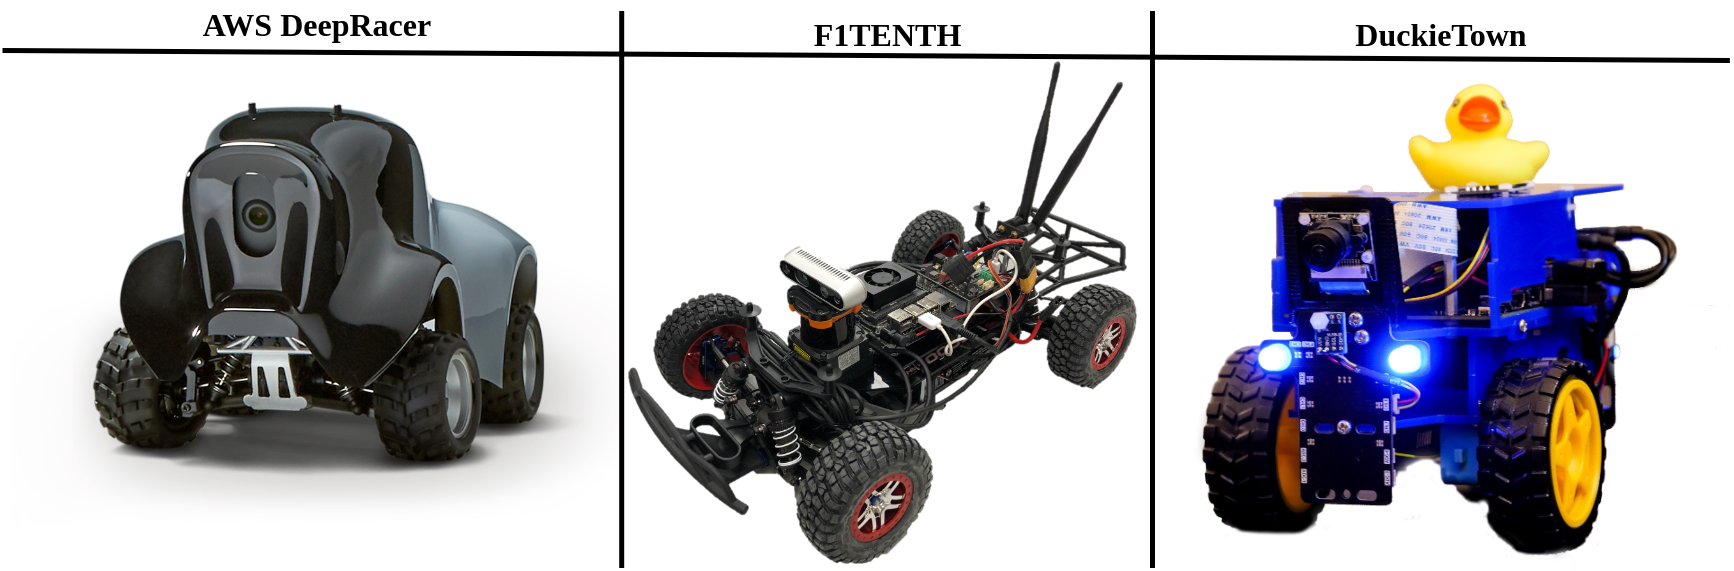 AWS DeepRacer
F1TENTH
DuckieTown